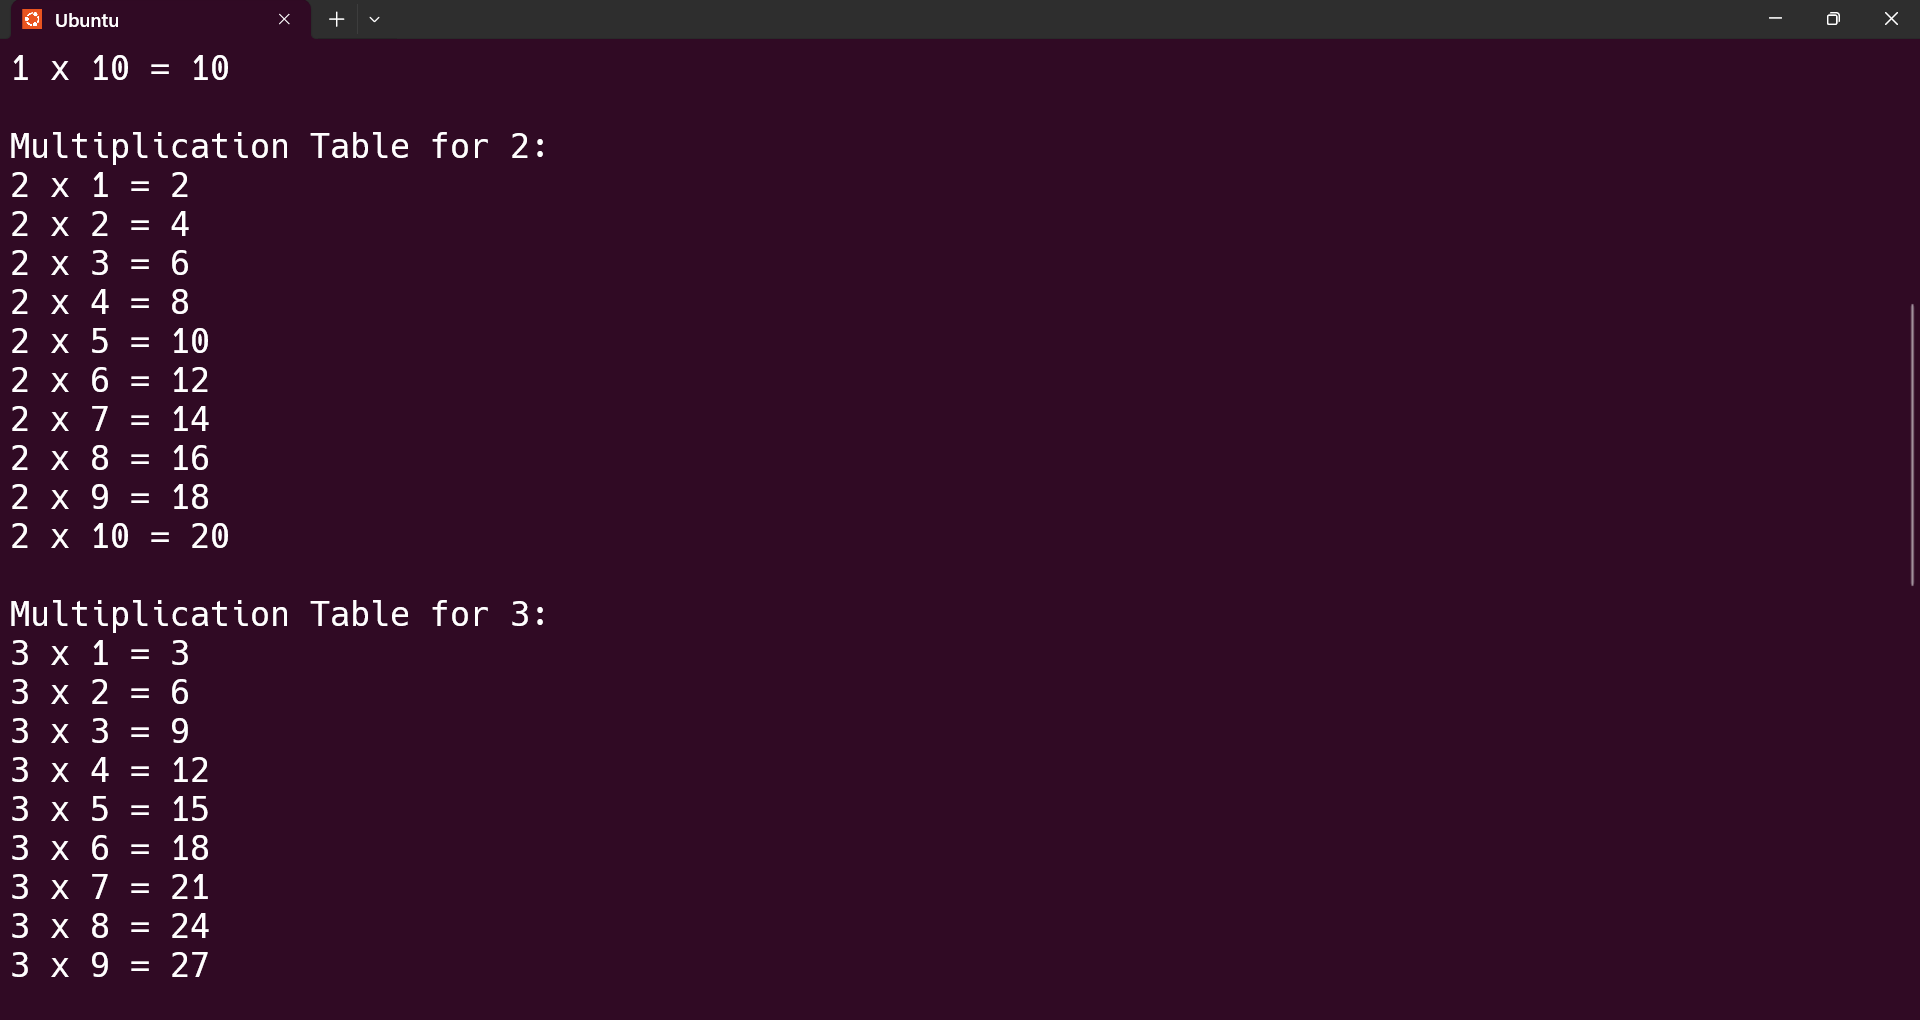 Ubuntu
1 x 10 = 10
Multiplication Table for 2:
2 x 1 = 2
2 x 2 = 4
2 x 3 = 6
2 x 4 = 8
2 x 5 = 10
2 x 6 = 12
2 x 7 = 14
2 x 8 = 16
2 x 9 = 18
2 x 10 = 20
Multiplication Table for 3:
3 x 1 = 3
3 x 2 = 6
3 x 3 = 9
3 x 4 = 12
3 x 5 = 15
3 x 6 = 18
3 x 7 = 21
3 x 8 = 24
3 x 9 = 27